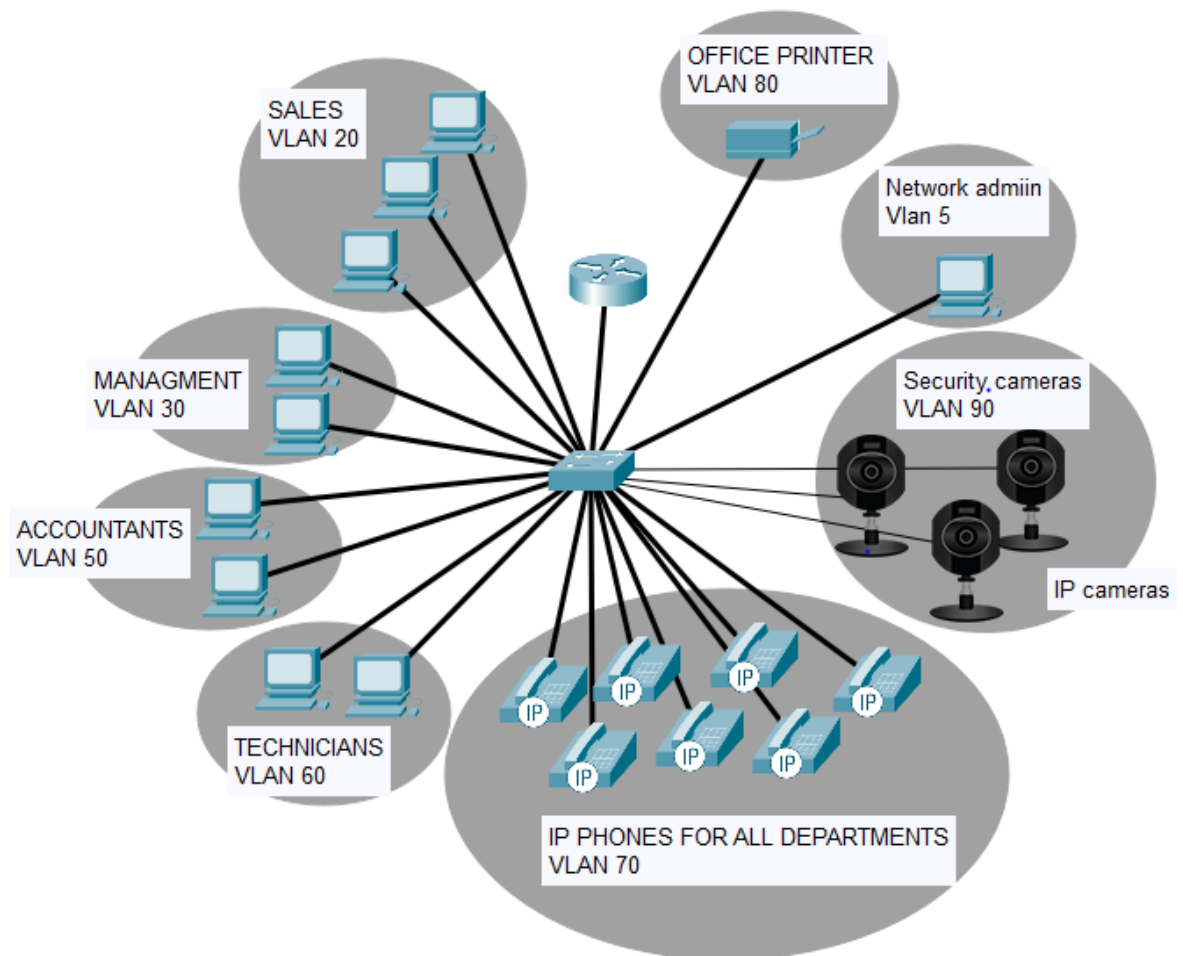 OFFICE PRINTER
VLAN 80
SALES
VLAN 20
Network admiin
Vlan 5
MANAGMENT
VLAN 30
Security cameras
VLAN 90
ACCOUNTANTS
VLAN 50
IP cameras
TECHNICIANS
VLAN 60
IP
IP
IP
IP
IP
IP
IP
IP PHONES FOR ALL DEPARTMENTS
VLAN 70